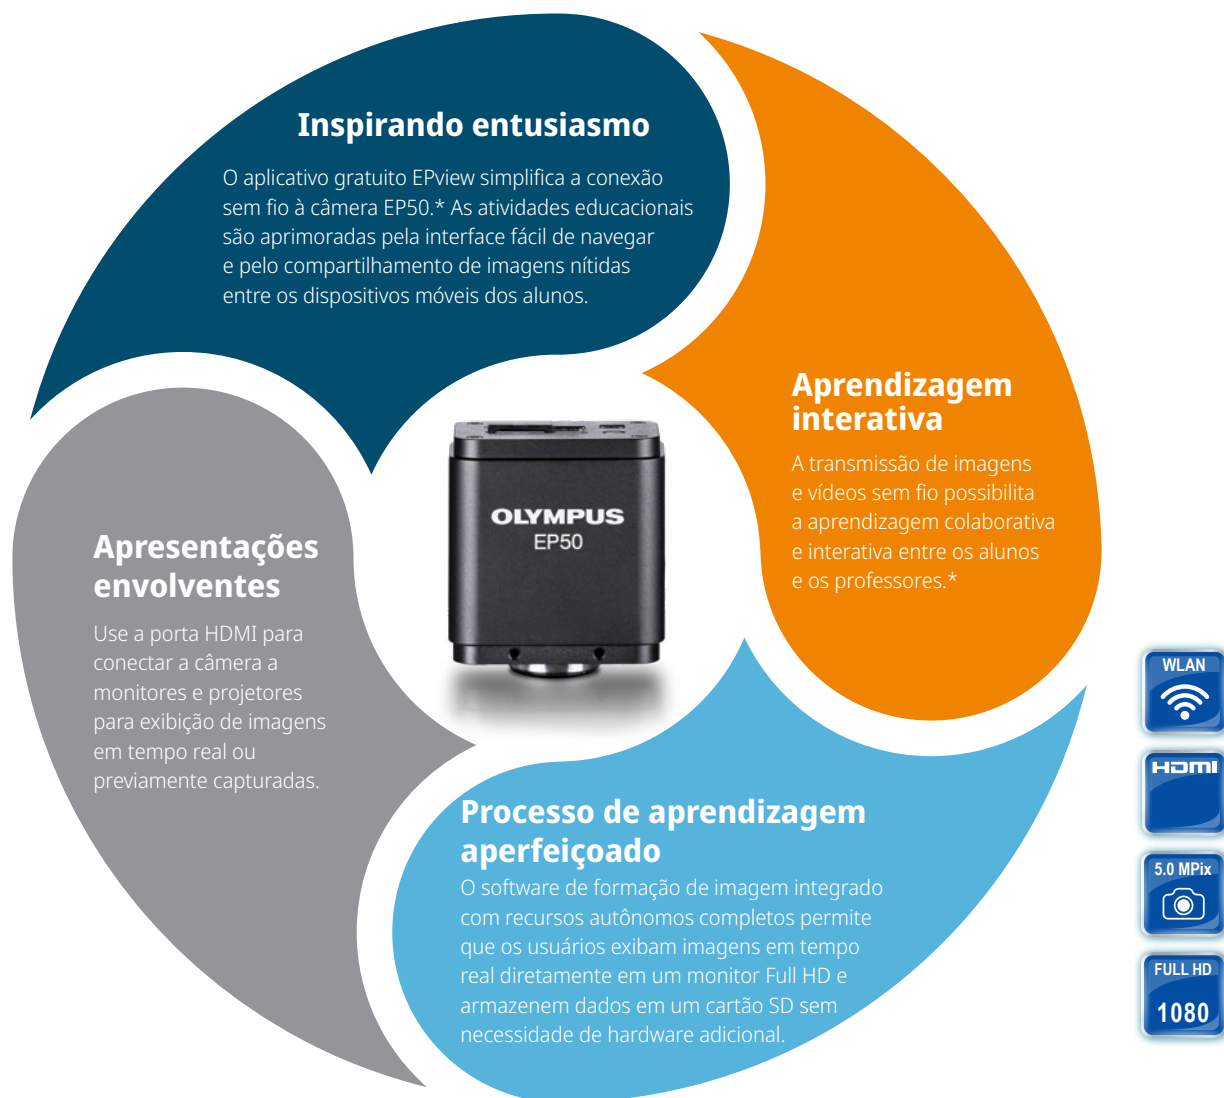 Inspirando entusiasmo
O aplicativo gratuito EPview simplifica a conexão
sem fio à câmera EP50.* As atividades educacionais
são aprimoradas pela interface fácil de navegar
e pelo compartilhamento de imagens nítidas
entre os dispositivos móveis dos alunos.
Aprendizagem
interativa
A transmissão de imagens
e vídeos sem fio possibilita
a aprendizagem colaborativa
e interativa entre os alunos
e os professores.*
OLYMPUS
EP50
Apresentações
envolventes
Use a porta HDMI para
conectar a câmera a
monitores e projetores
para exibição de imagens
em tempo real ou
previamente capturadas.
Processo de aprendizagem
aperfeiçoado
O software de formação de imagem integrado
com recursos autônomos completos permite
que os usuários exibam imagens em tempo
real diretamente em um monitor Full HD e
armazenem dados em um cartão SD sem
necessidade de hardware adicional.
WLAN
HDMI
5.0 MPix
FULL HD
1080